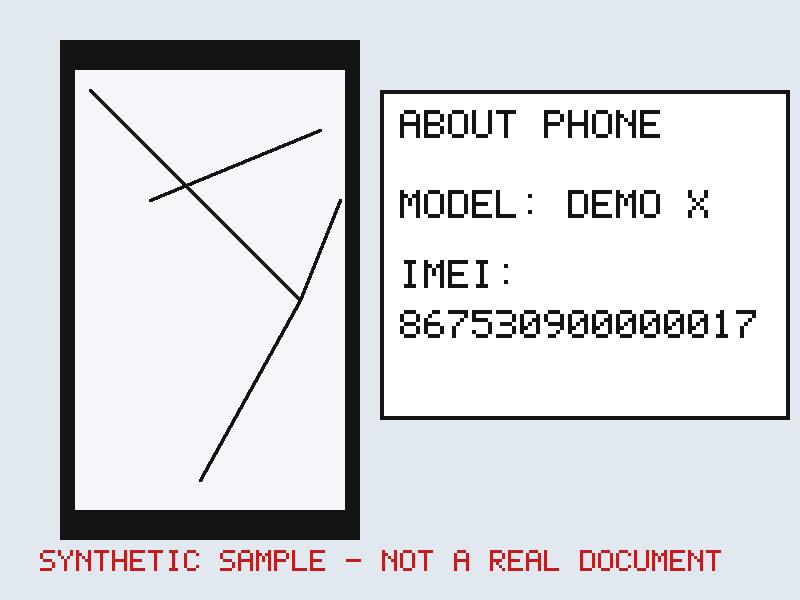 ABOUT PHONE
MODEL: DEMO X
IMEI:
867530900000017
SYNTHETIC SAMPLE - NOT A REAL DOCUMENT